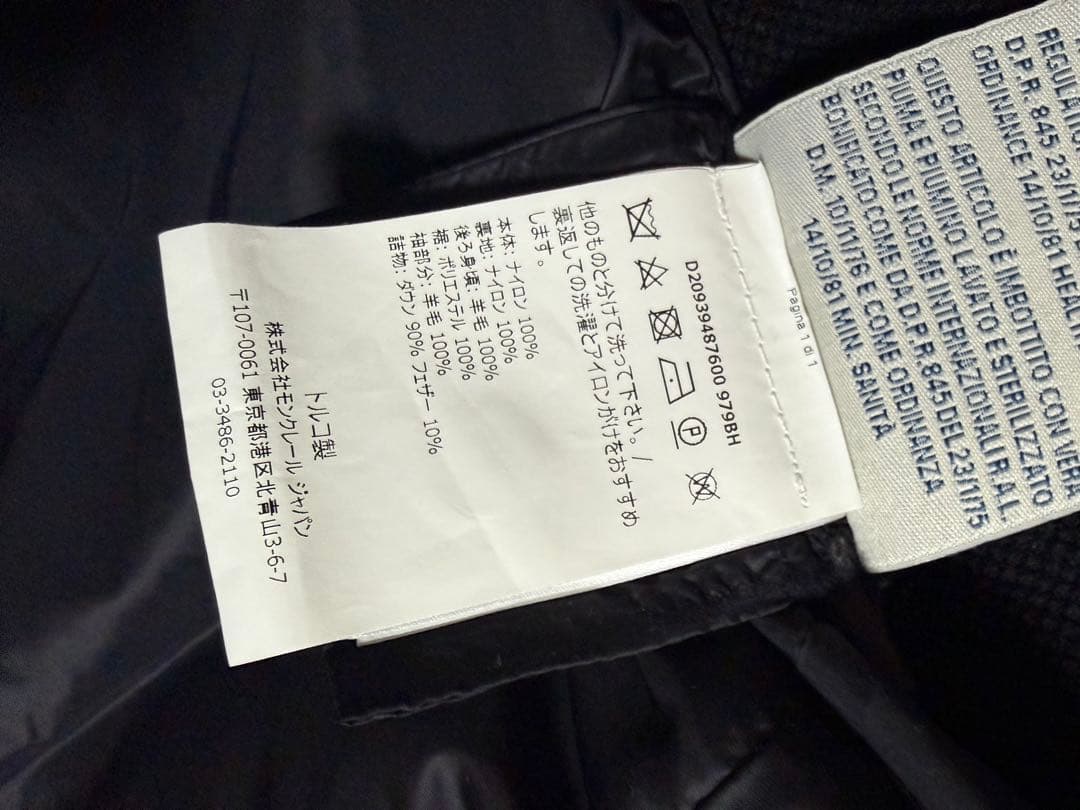 D.P.R. 845 23/1/75
ORDINANCE 14/10/81 HEALTH
QUESTO ARTICOLO È IMBOTTITO CON VERA
PIUMA E PIUMINO LAVATO E STERILIZZATO
SECONDO LE NORME INTERNAZIONALI R.A.L.
BONIFICATO COME DA D.P.R 845 DEL 23/1/75
D.M. 10/11/76 E COME ORDINANZA
14/10/81 MIN. SANITA
Pagina 1 di 1
D2093487600 979BH
P
他のものと分けて洗って下さい。/
裏返しての洗濯とアイロンがけをおすすめ
します。
本体: ナイロン 100%
裏地: ナイロン 100%
後ろ身頃: 羊毛 100%
裾: ポリエステル 100%
袖部分: 羊毛 100%
詰物: ダウン 90% フェザー 10%
トルコ製
株式会社モンクレール ジャパン
〒107-0061 東京都港区北青山3-6-7
03-3486-2110